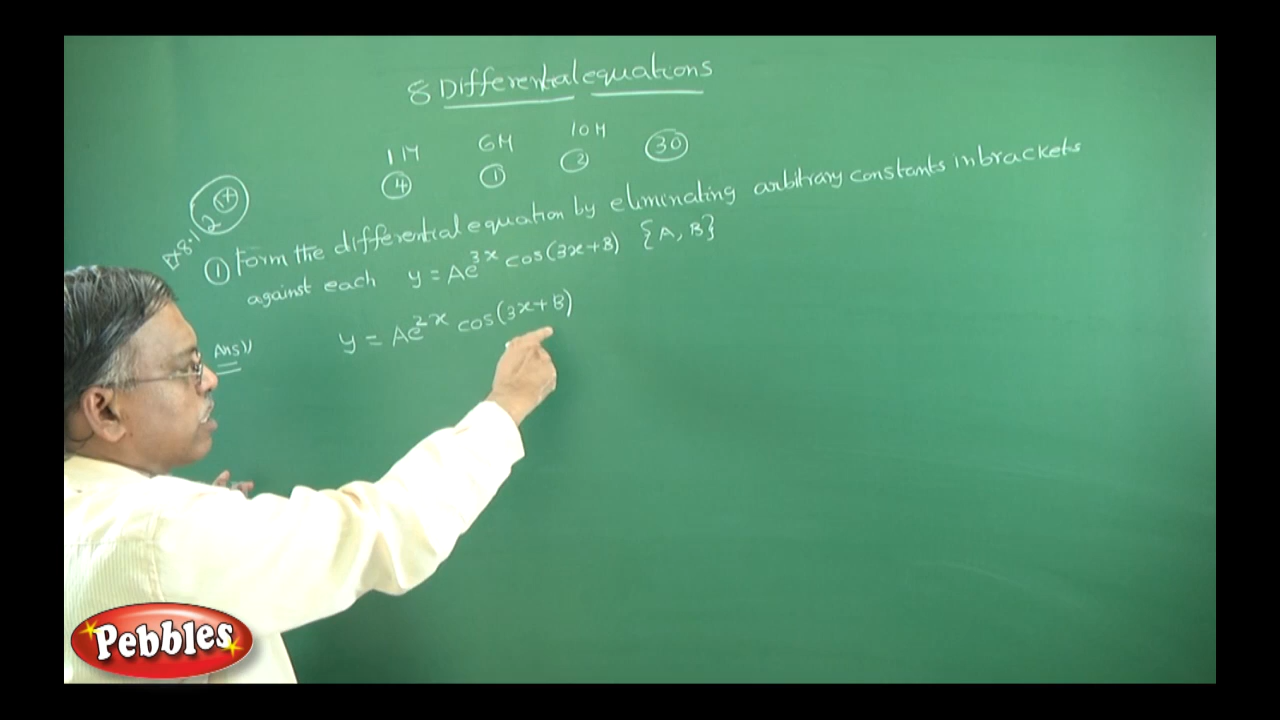 8 Differential equations
1M 6M 10M
4 1 2 30
8.1 2
① Form the differential equation by eliminating arbitrary constants in brackets
against each y = Ae^3x cos(3x+B) {A, B}
Ans)) y = Ae^2x cos(3x+B)
Pebbles